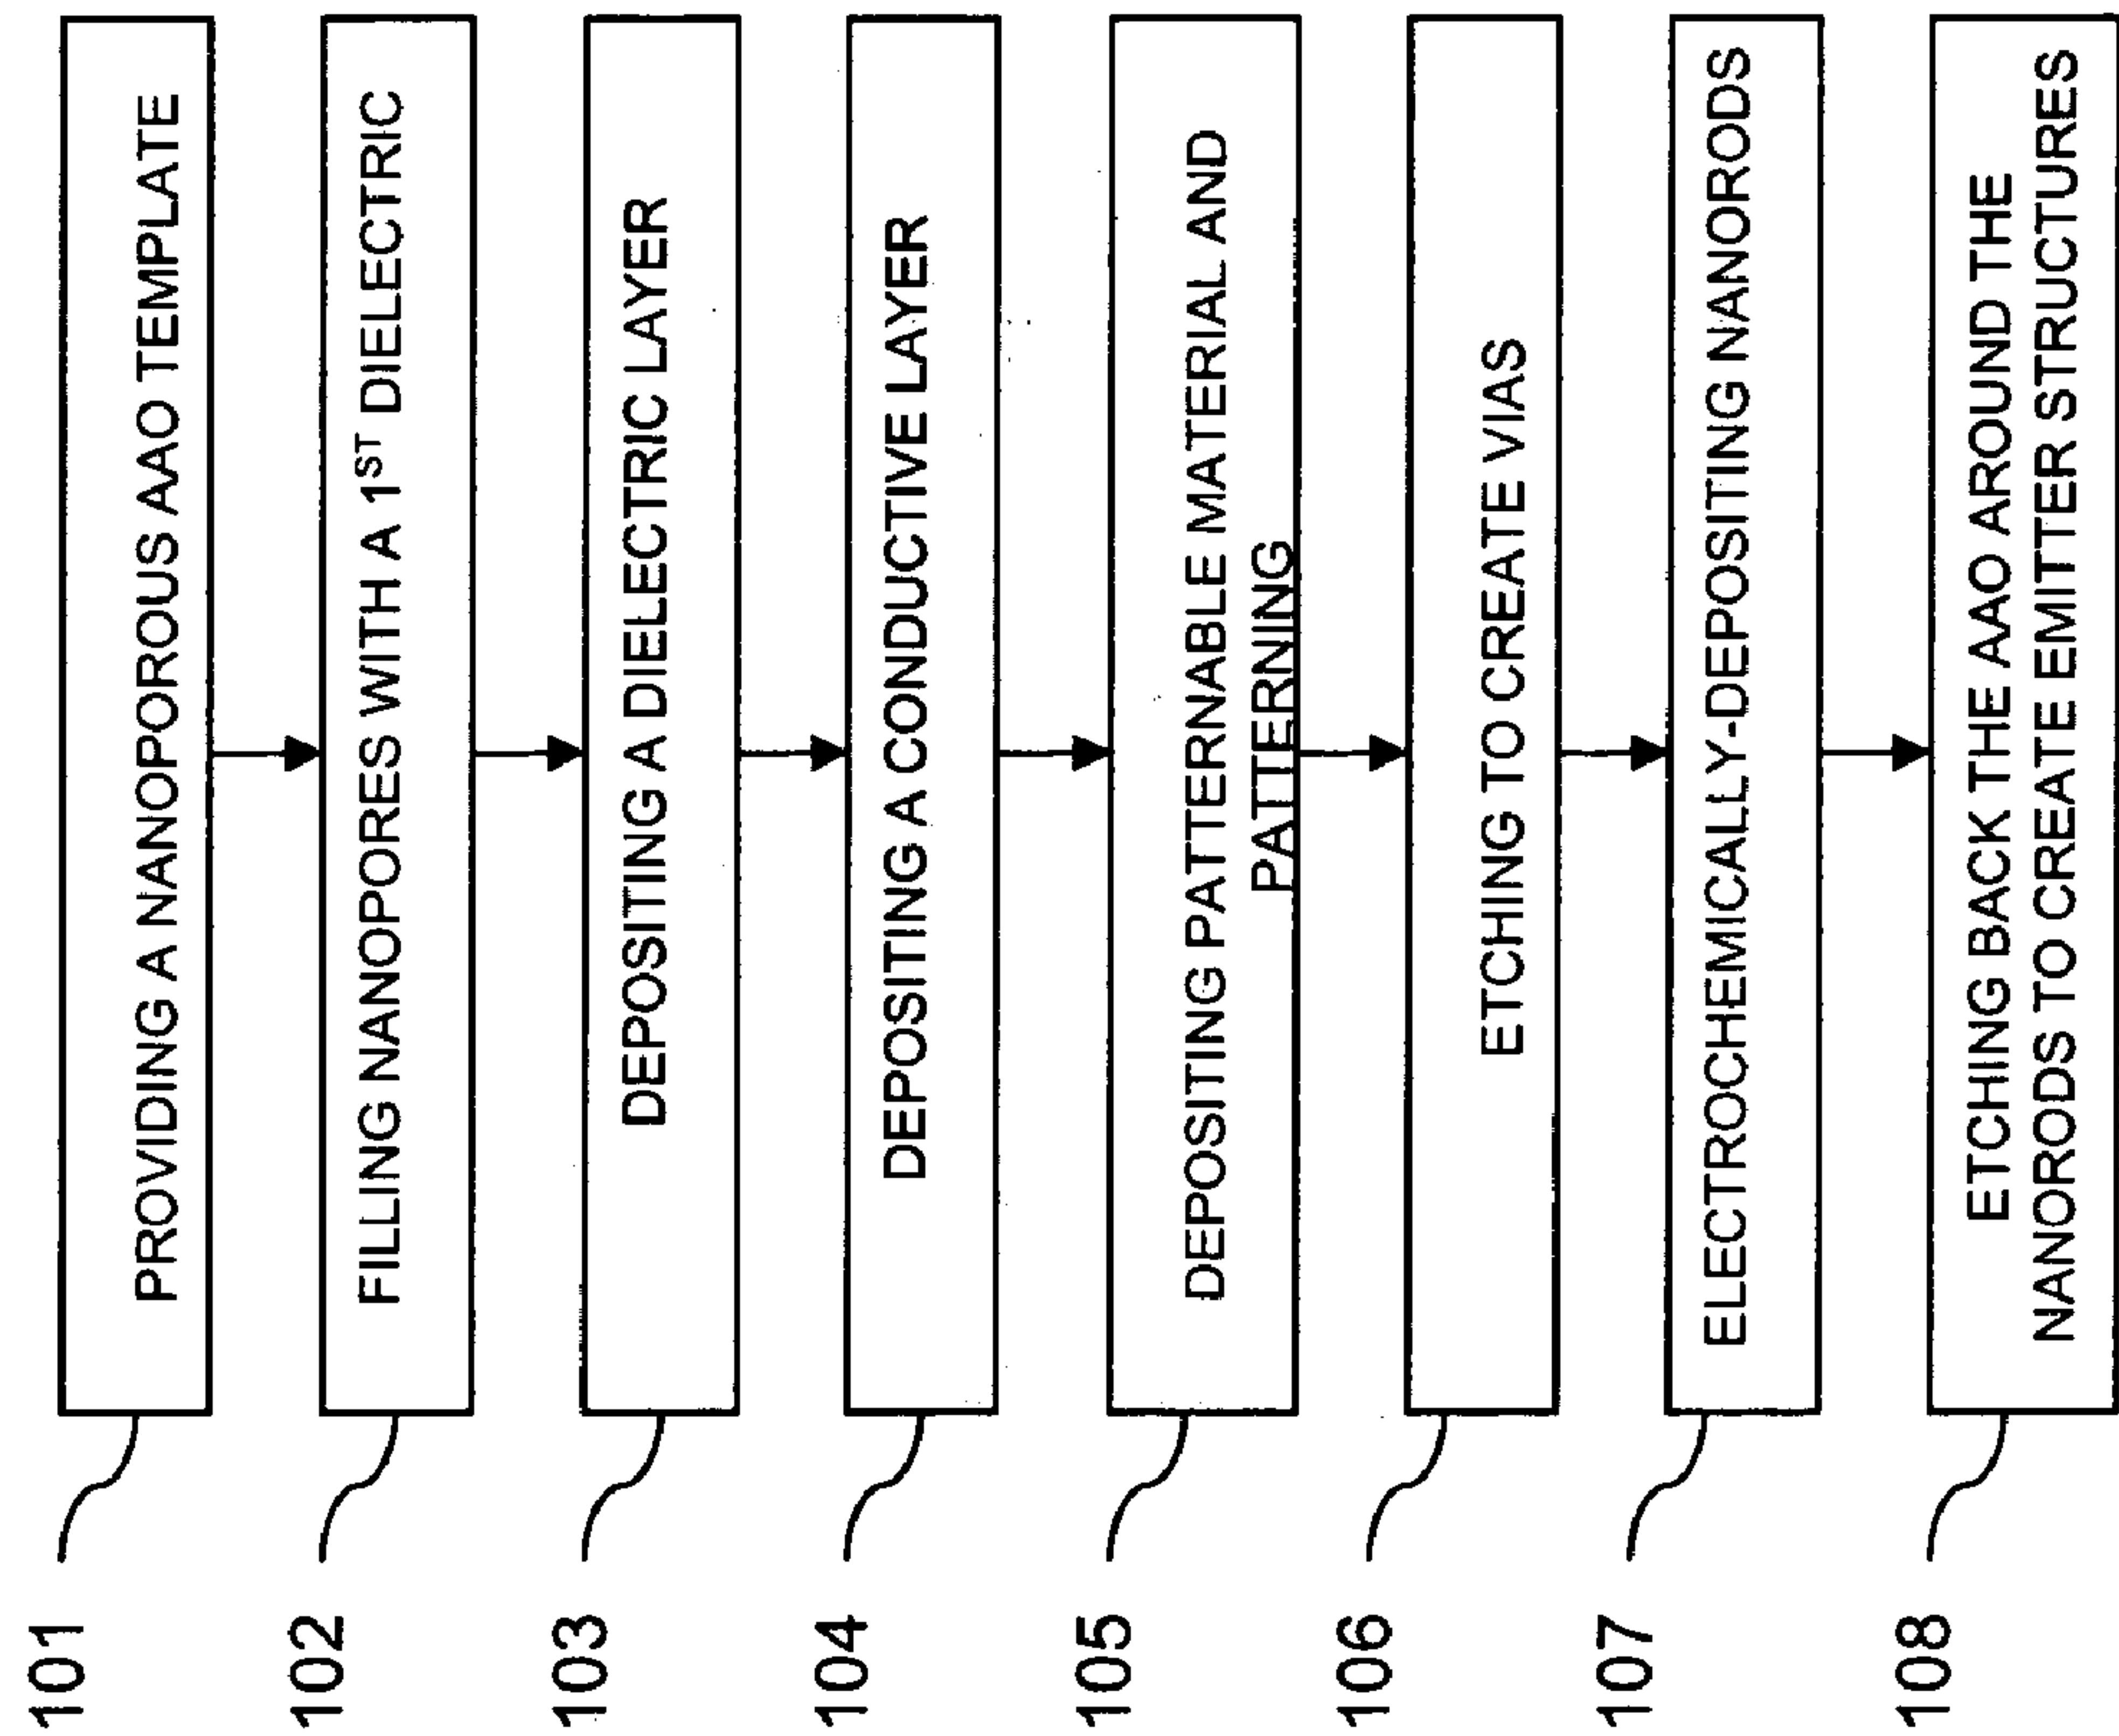 101
PROVIDING A NANOPOROUS AAO TEMPLATE
102
FILLING NANOPORES WITH A 1ST DIELECTRIC
103
DEPOSITING A DIELECTRIC LAYER
104
DEPOSITING A CONDUCTIVE LAYER
105
DEPOSITING PATTERNABLE MATERIAL AND
PATTERNING
106
ETCHING TO CREATE VIAS
107
ELECTROCHEMICALLY-DEPOSITING NANORODS
108
ETCHING BACK THE AAO AROUND THE
NANORODS TO CREATE EMITTER STRUCTURES